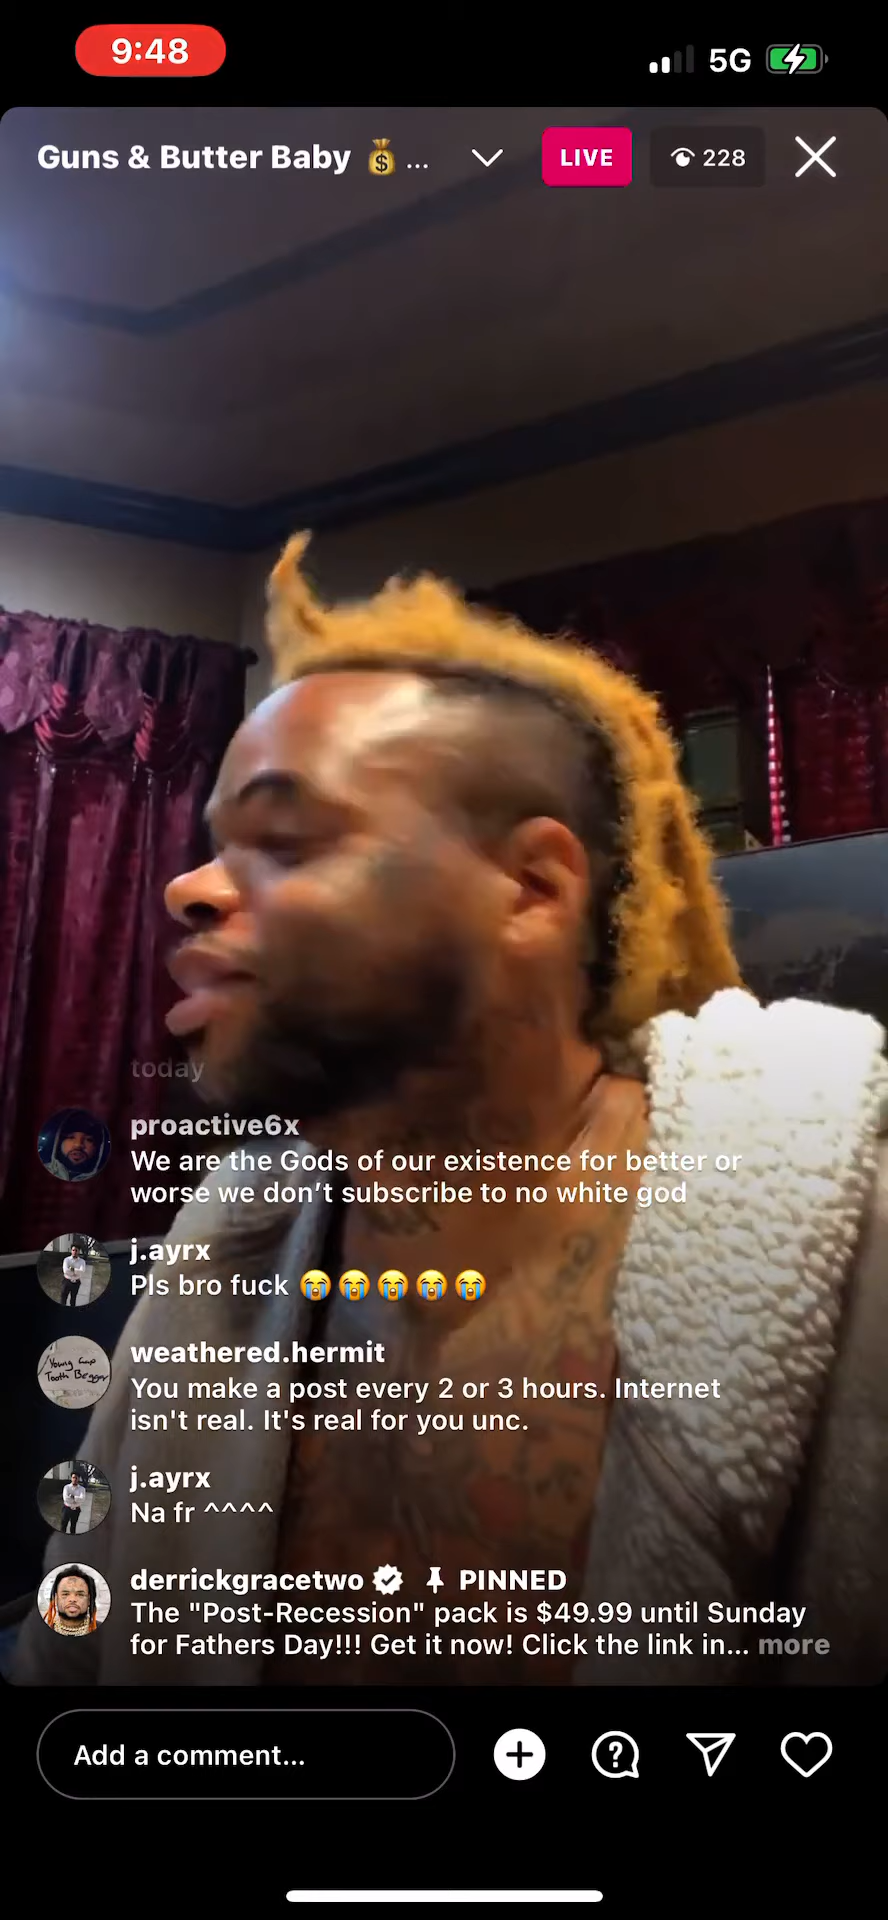 9:48
5G
Guns & Butter Baby 💰...
LIVE
228
today
proactive6x
We are the Gods of our existence for better or
worse we don’t subscribe to no white god
j.ayrx
Pls bro fuck 😭😭😭😭😭
weathered.hermit
Young Gap
Tooth Beggar
You make a post every 2 or 3 hours. Internet
isn't real. It's real for you unc.
j.ayrx
Na fr ^^^^
derrickgracetwo PINNED
The "Post-Recession" pack is $49.99 until Sunday
for Fathers Day!!! Get it now! Click the link in... more
Add a comment...